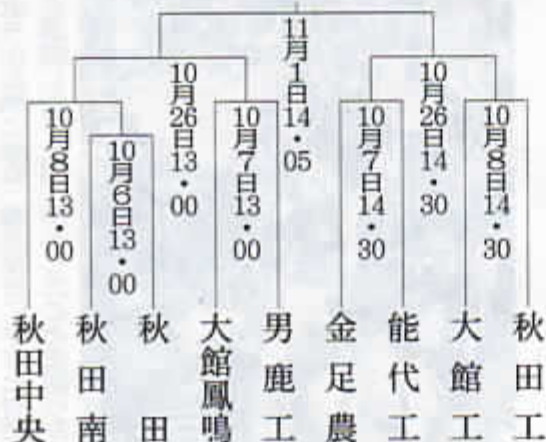 11月1日14・05
10月26日13・00
10月26日14・30
10月8日13・00
10月6日13・00
10月7日13・00
10月7日14・30
10月8日14・30
秋田中央
秋田南
秋田
大館鳳鳴
男鹿工
金足農
能代工
大館工
秋田工